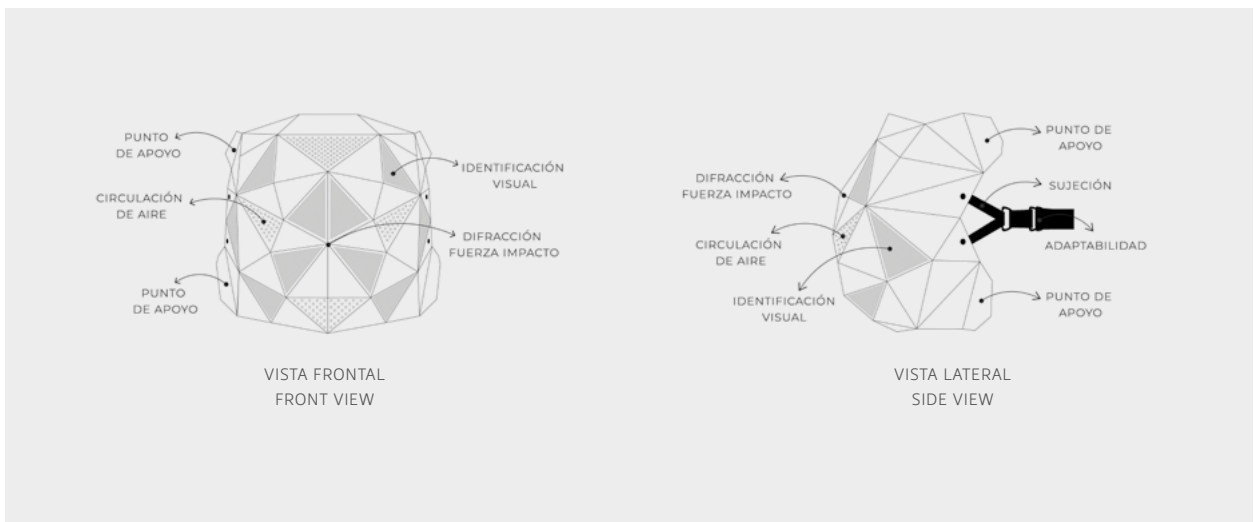 PUNTO
DE APOYO
CIRCULACIÓN
DE AIRE
PUNTO
DE APOYO
IDENTIFICACIÓN
VISUAL
DIFRACCIÓN
FUERZA IMPACTO
VISTA FRONTAL
FRONT VIEW
DIFRACCIÓN
FUERZA IMPACTO
CIRCULACIÓN
DE AIRE
IDENTIFICACIÓN
VISUAL
PUNTO DE
APOYO
SUJECIÓN
ADAPTABILIDAD
PUNTO DE
APOYO
VISTA LATERAL
SIDE VIEW